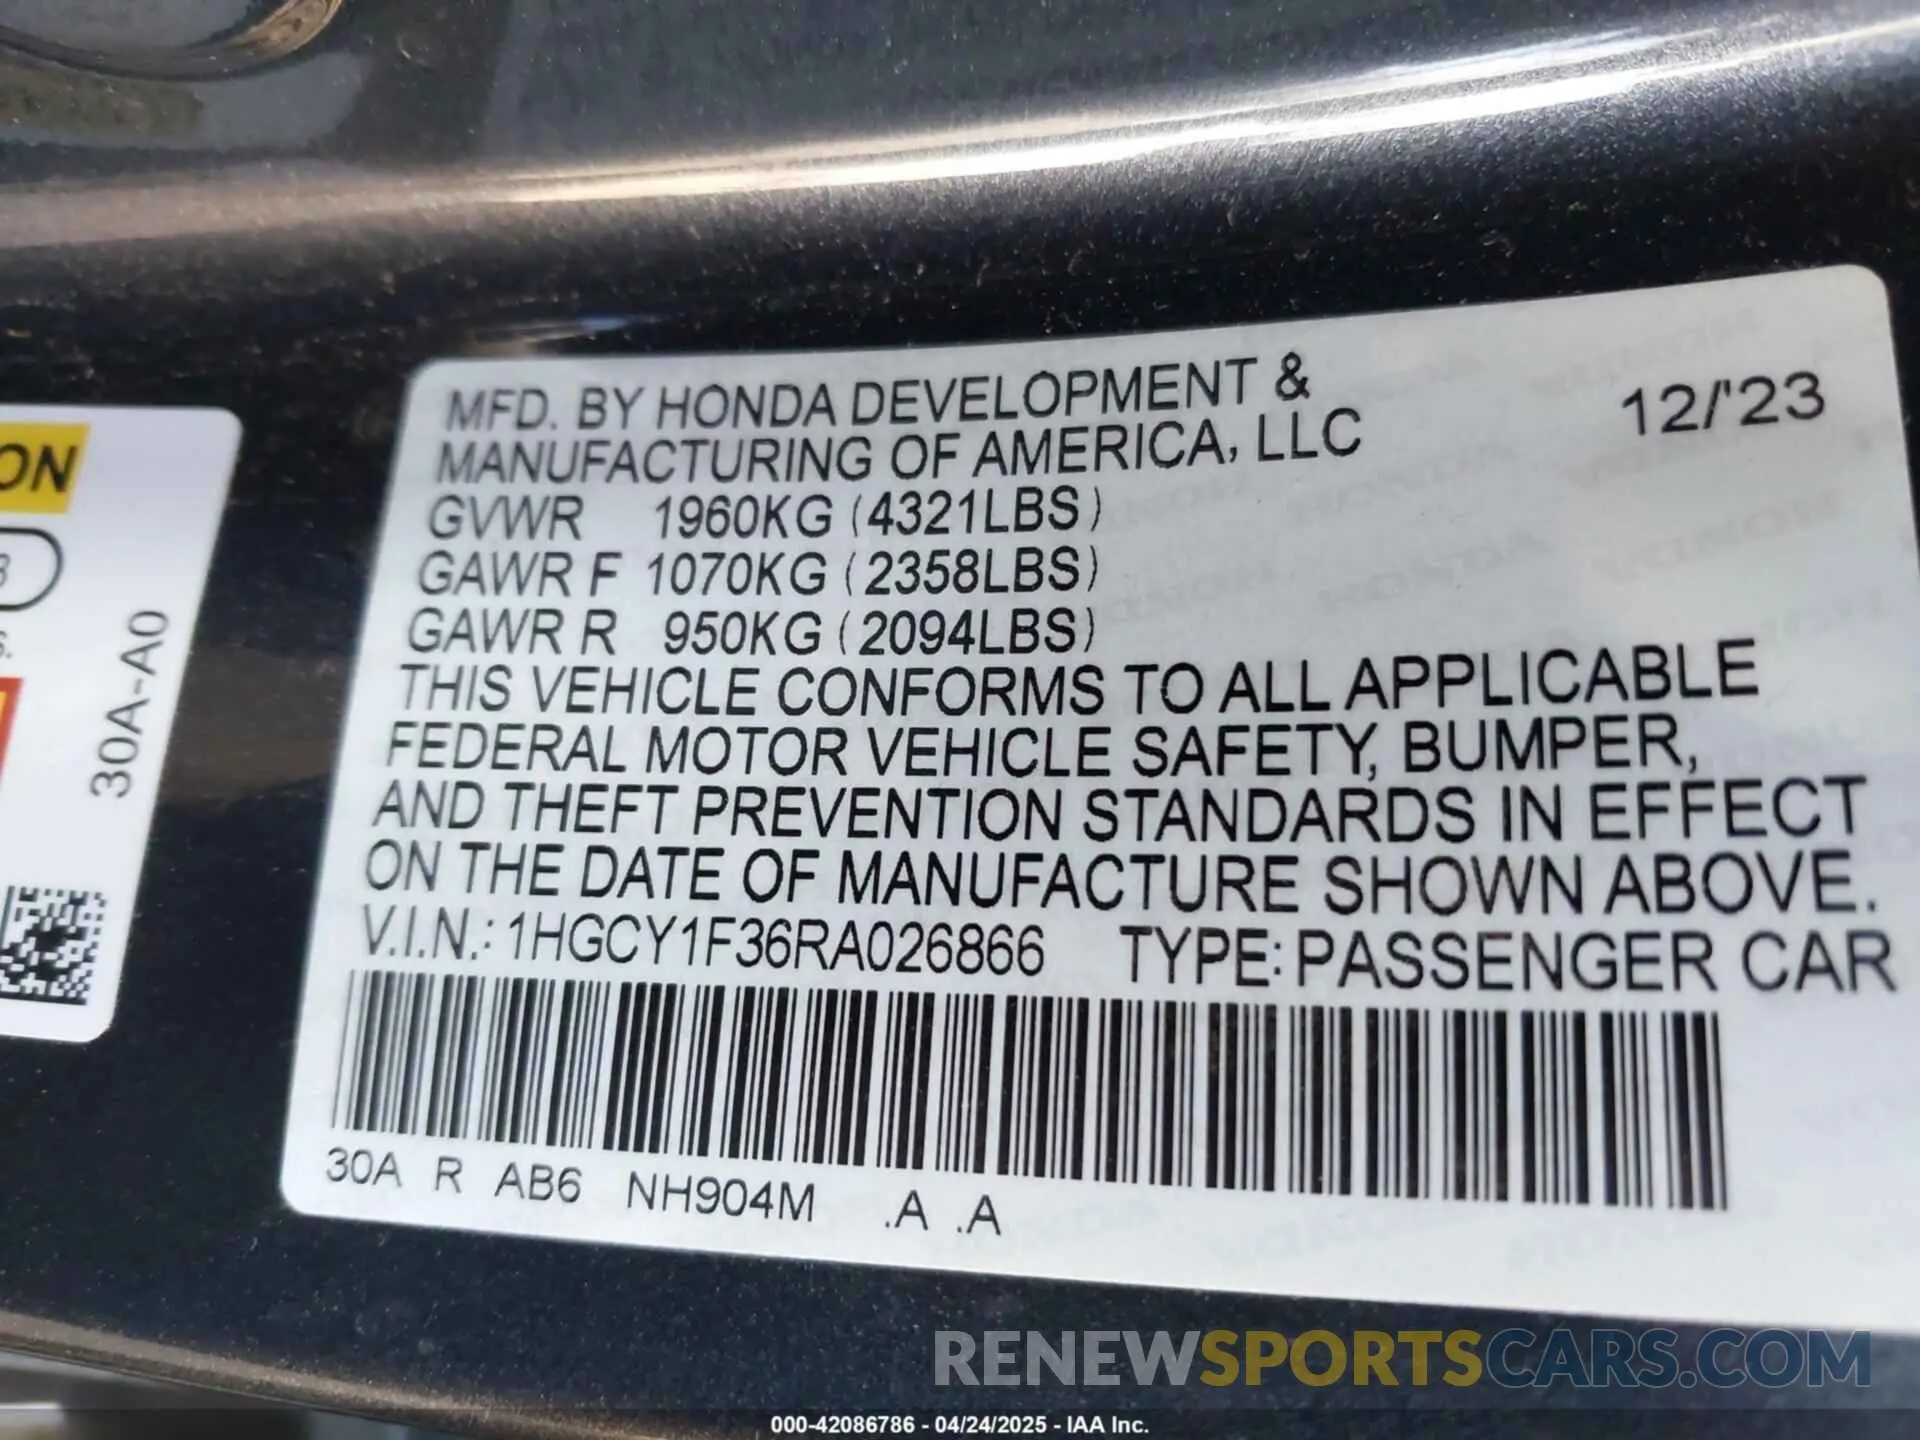 MFD. BY HONDA DEVELOPMENT &
MANUFACTURING OF AMERICA, LLC
12/'23
GVWR 1960KG (4321LBS)
GAWR F 1070KG (2358LBS)
GAWR R 950KG (2094LBS)
THIS VEHICLE CONFORMS TO ALL APPLICABLE
FEDERAL MOTOR VEHICLE SAFETY, BUMPER,
AND THEFT PREVENTION STANDARDS IN EFFECT
ON THE DATE OF MANUFACTURE SHOWN ABOVE.
V.I.N.: 1HGCY1F36RA026866 TYPE: PASSENGER CAR
30A R AB6 NH904M .A .A
ON
30A-A0
RENEWSPORTSCARS.COM
000-42086786 - 04/24/2025 - IAA Inc.